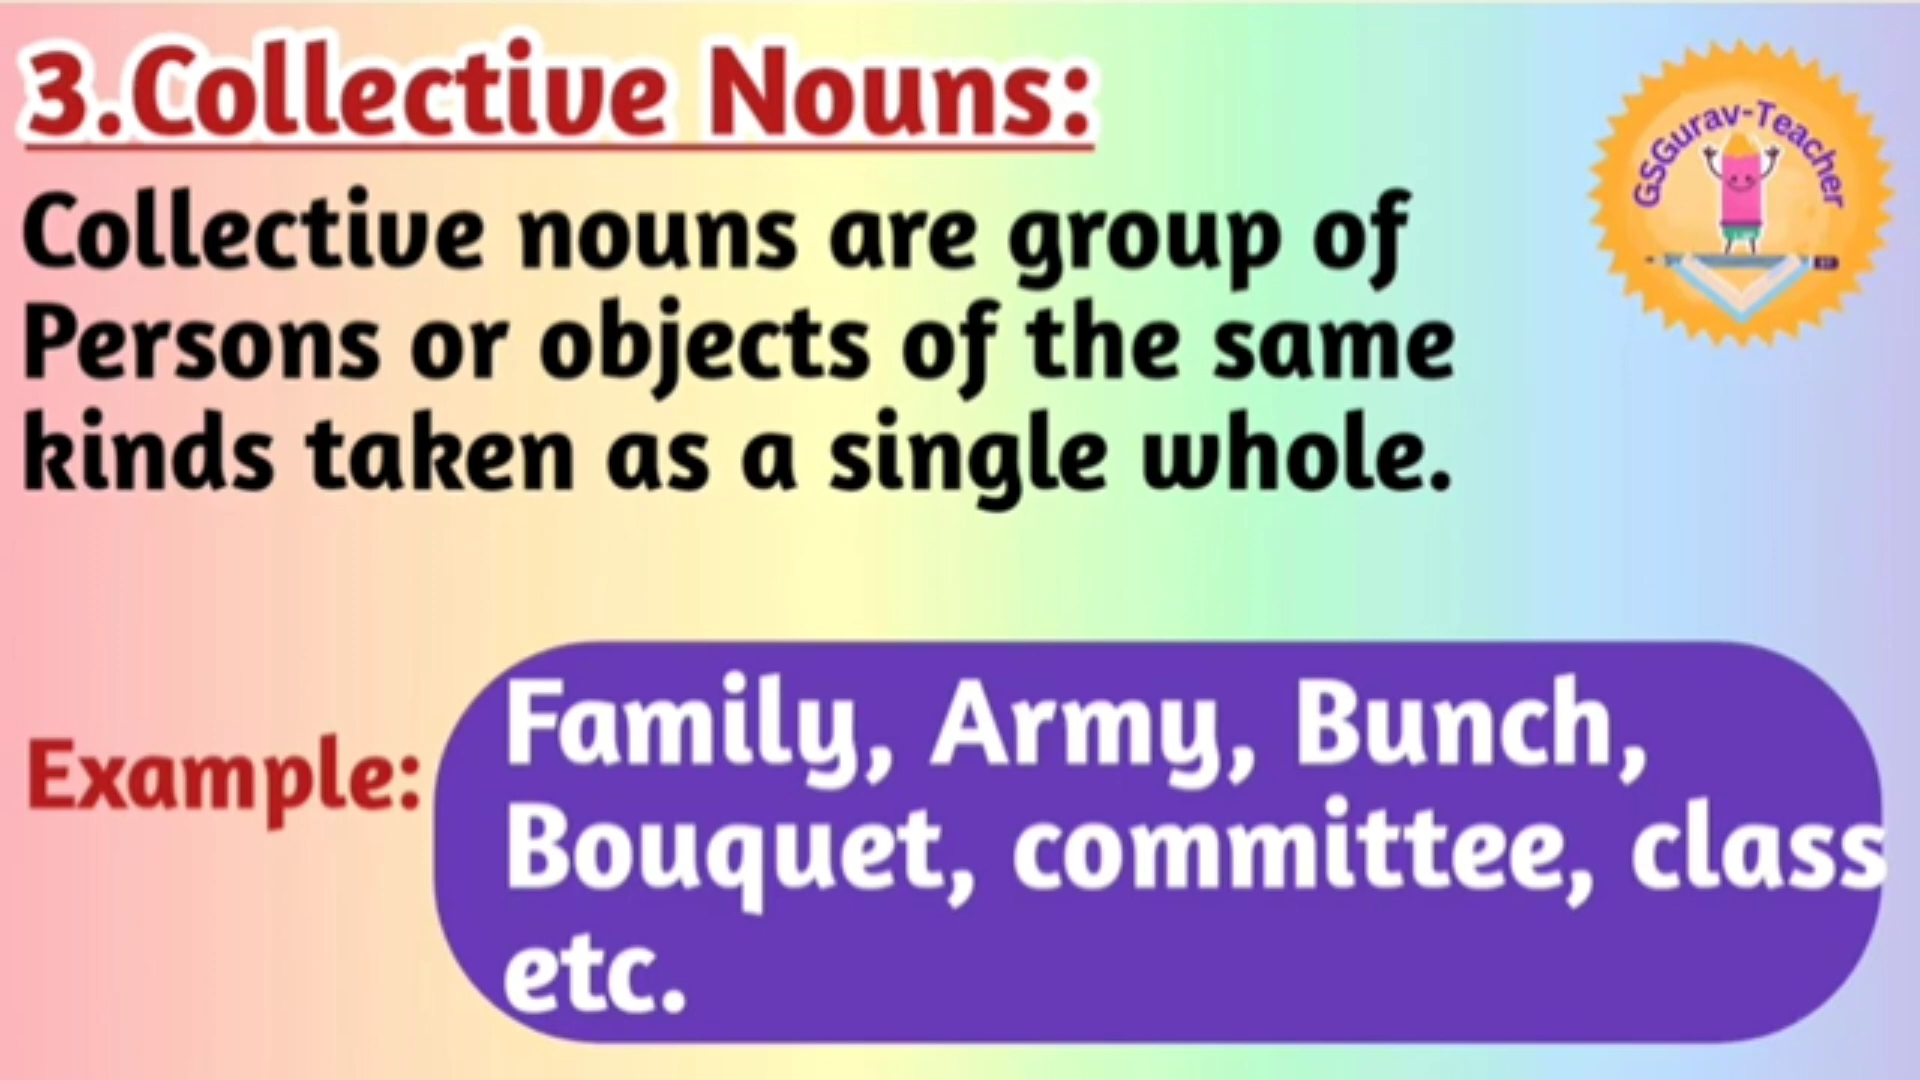 3.Collective Nouns:
GSGurav-Teacher
Collective nouns are group of
Persons or objects of the same
kinds taken as a single whole.
Example:
Family, Army, Bunch,
Bouquet, committee, class
etc.